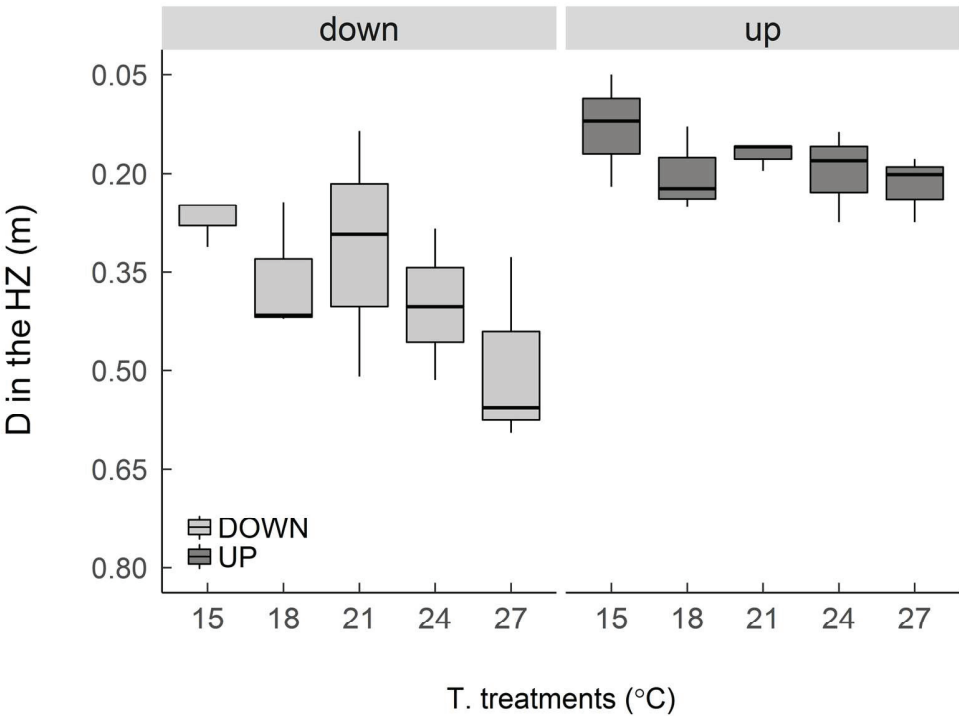 down
up
D in the HZ (m)
0.05
0.20
0.35
0.50
0.65
0.80
DOWN
UP
15 18 21 24 27
15 18 21 24 27
T. treatments (°C)